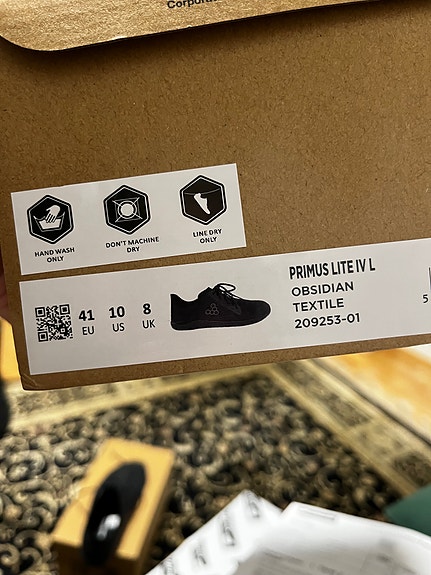 HAND WASH
ONLY
DON'T MACHINE
DRY
LINE DRY
ONLY
41 10 8
EU US UK
PRIMUS LITE IV L
OBSIDIAN
TEXTILE
209253-01
5